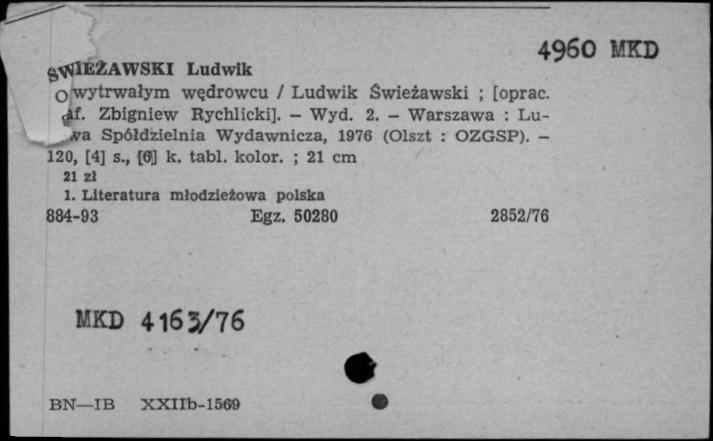 4960 MKD
ŚWIEŻAWSKI Ludwik
O wytrwałym wędrowcu / Ludwik Świeżawski ; [oprac.
af. Zbigniew Rychlicki]. — Wyd. 2. — Warszawa : Lu-
wa Spółdzielnia Wydawnicza, 1976 (Olszt : OZGSP). —
120, [4] s., [6] k. tabl. kolor. ; 21 cm
21 zł
1. Literatura młodzieżowa polska
884-93 Egz. 50280 2852/76
MKD 4163/76
BN—IB XXIIb-1569